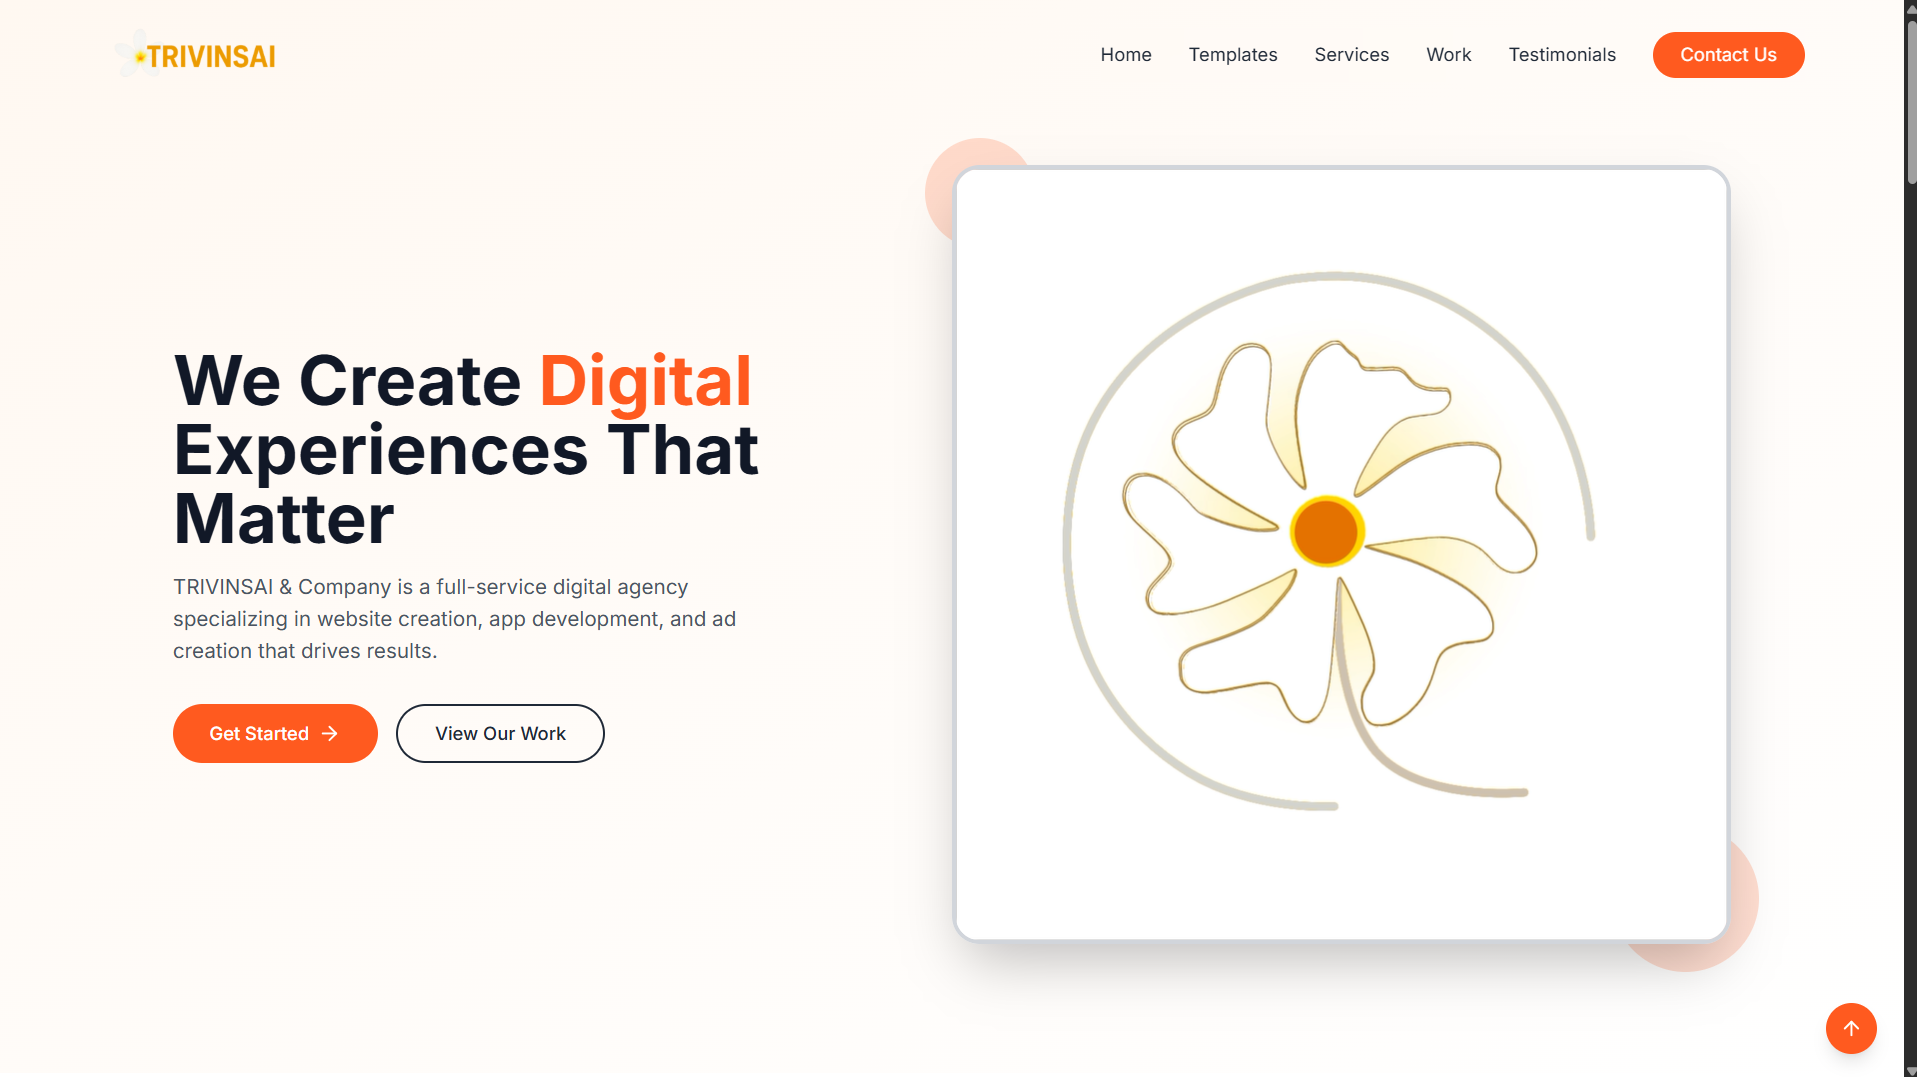 TRIVINSAI
Home
Templates
Services
Work
Testimonials
Contact Us
We Create Digital
Experiences That
Matter
TRIVINSAI & Company is a full-service digital agency
specializing in website creation, app development, and ad
creation that drives results.
Get Started
View Our Work